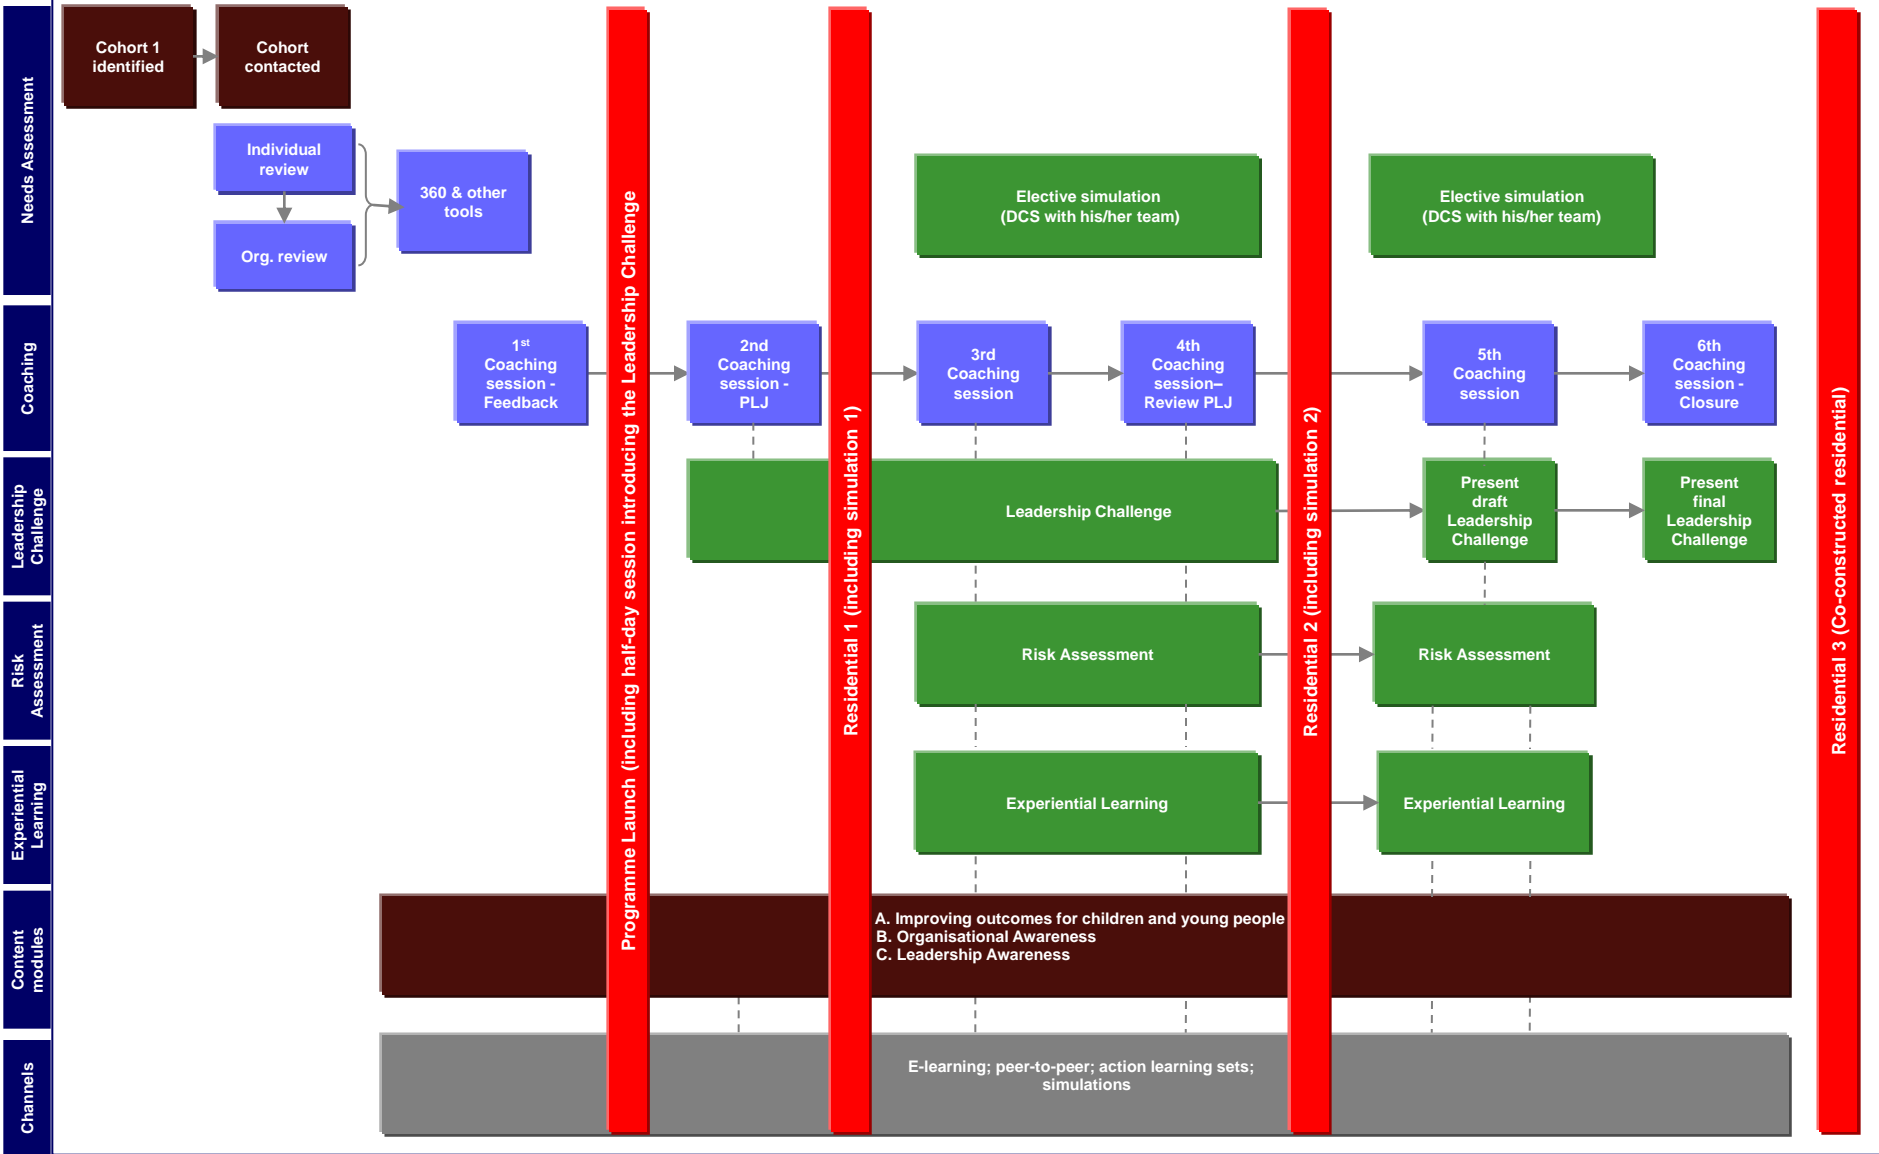 Needs Assessment
Cohort 1
identified
Cohort
contacted
Individual
review
Org. review
360 & other
tools
Elective simulation
(DCS with his/her team)
Elective simulation
(DCS with his/her team)
Coaching
1st
Coaching
session -
Feedback
2nd
Coaching
session -
PLJ
3rd
Coaching
session
4th
Coaching
session–
Review PLJ
5th
Coaching
session
6th
Coaching
session -
Closure
Leadership
Challenge
Leadership Challenge
Present
draft
Leadership
Challenge
Present
final
Leadership
Challenge
Risk
Assessment
Risk Assessment
Risk Assessment
Experiential
Learning
Experiential Learning
Experiential Learning
Content
modules
A. Improving outcomes for children and young people
B. Organisational Awareness
C. Leadership Awareness
Channels
E-learning; peer-to-peer; action learning sets;
simulations
Programme Launch (including half-day session introducing the Leadership Challenge
Residential 1 (including simulation 1)
Residential 2 (including simulation 2)
Residential 3 (Co-constructed residential)